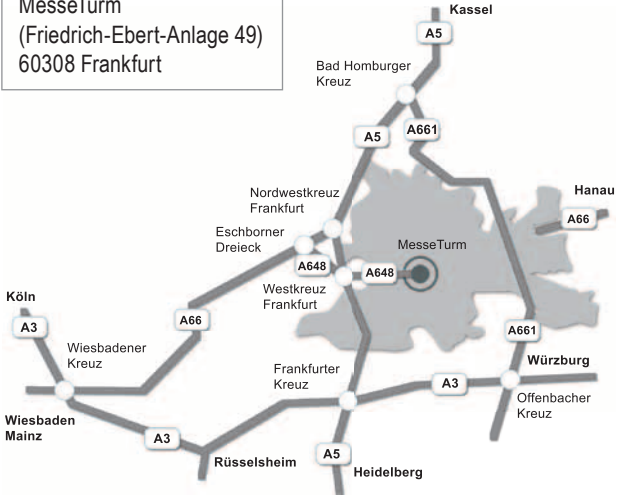 MesseTurm
(Friedrich-Ebert-Anlage 49)
60308 Frankfurt
Kassel
A5
Bad Homburger
Kreuz
A5
A661
Nordwestkreuz
Frankfurt
Hanau
A66
Eschborner
Dreieck
MesseTurm
A648
A648
Westkreuz
Frankfurt
Köln
A3
A66
A661
Wiesbadener
Kreuz
Würzburg
Frankfurter
Kreuz
A3
Offenbacher
Kreuz
Wiesbaden
Mainz
A3
Rüsselsheim
A5
Heidelberg